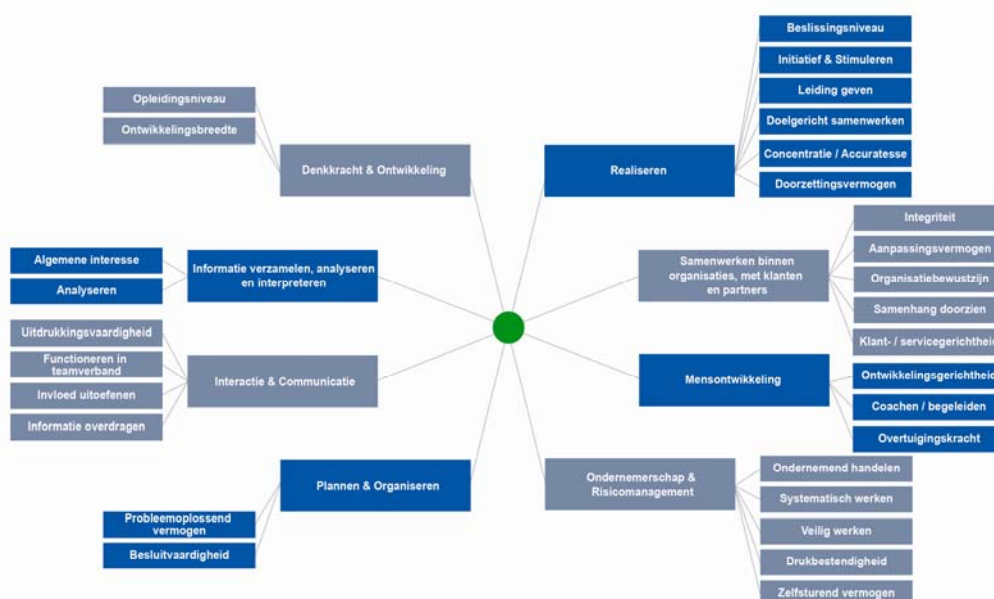 Opleidingsniveau
Ontwikkelingsbreedte
Denkkracht & Ontwikkeling
Beslissingsniveau
Initiatief & Stimuleren
Leiding geven
Doelgericht samenwerken
Concentratie / Accuratesse
Doorzettingsvermogen
Realiseren
Algemene interesse
Analyseren
Informatie verzamelen, analyseren
en interpreteren
Samenwerken binnen
organisaties, met klanten
en partners
Integriteit
Aanpassingsvermogen
Organisatiebewustzijn
Samenhang doorzien
Klant- / servicegerichtheid
Uitdrukkingsvaardigheid
Functioneren in
teamverband
Invloed uitoefenen
Informatie overdragen
Interactie & Communicatie
Mensontwikkeling
Ontwikkelingsgerichtheid
Coachen / begeleiden
Overtuigingskracht
Plannen & Organiseren
Probleemoplossend
vermogen
Besluitvaardigheid
Ondernemerschap &
Risicomanagement
Ondernemend handelen
Systematisch werken
Veilig werken
Drukbestendigheid
Zelfsturend vermogen